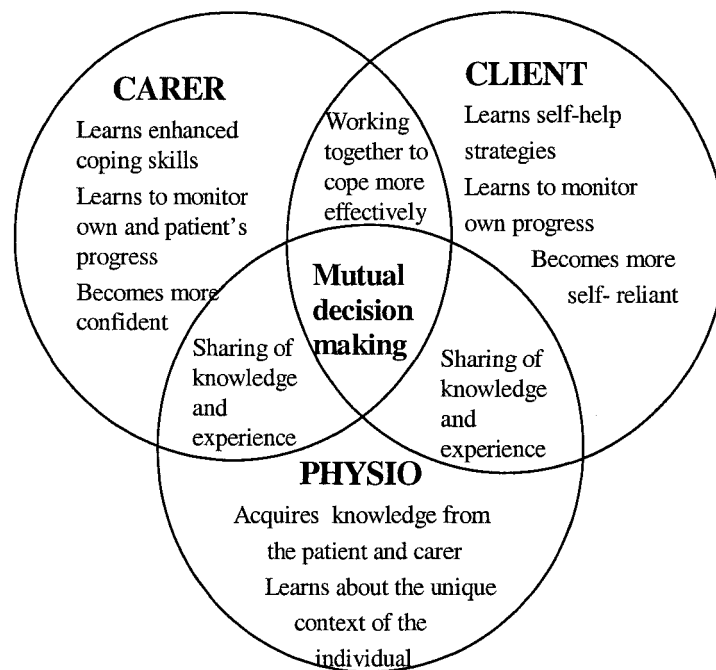 CARER
Learns enhanced
coping skills
Learns to monitor
own and patient's
progress
Becomes more
confident
Working
together to
cope more
effectively
CLIENT
Learns self-help
strategies
Learns to monitor
own progress
Becomes more
self- reliant
Mutual
decision
making
Sharing of
knowledge
and
experience
Sharing of
knowledge
and
experience
PHYSIO
Acquires knowledge from
the patient and carer
Learns about the unique
context of the
individual